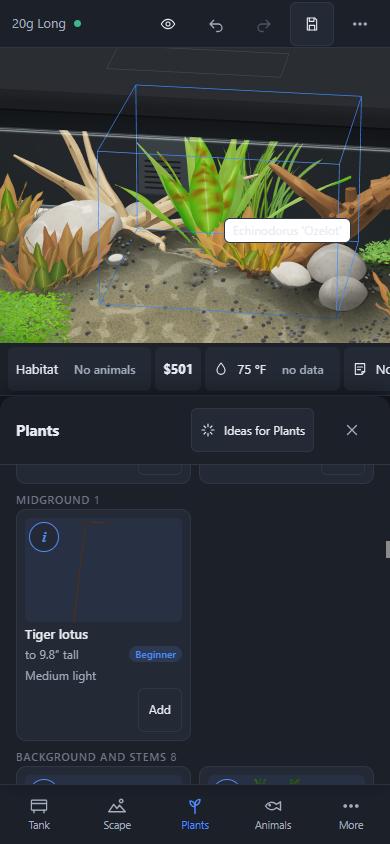 20g Long
Echinodorus 'Ozelot'
Habitat No animals $501 75 °F no data No
Plants
Ideas for Plants
MIDGROUND 1
i
Tiger lotus
to 9.8" tall Beginner
Medium light
Add
BACKGROUND AND STEMS 8
Tank Scape Plants Animals More